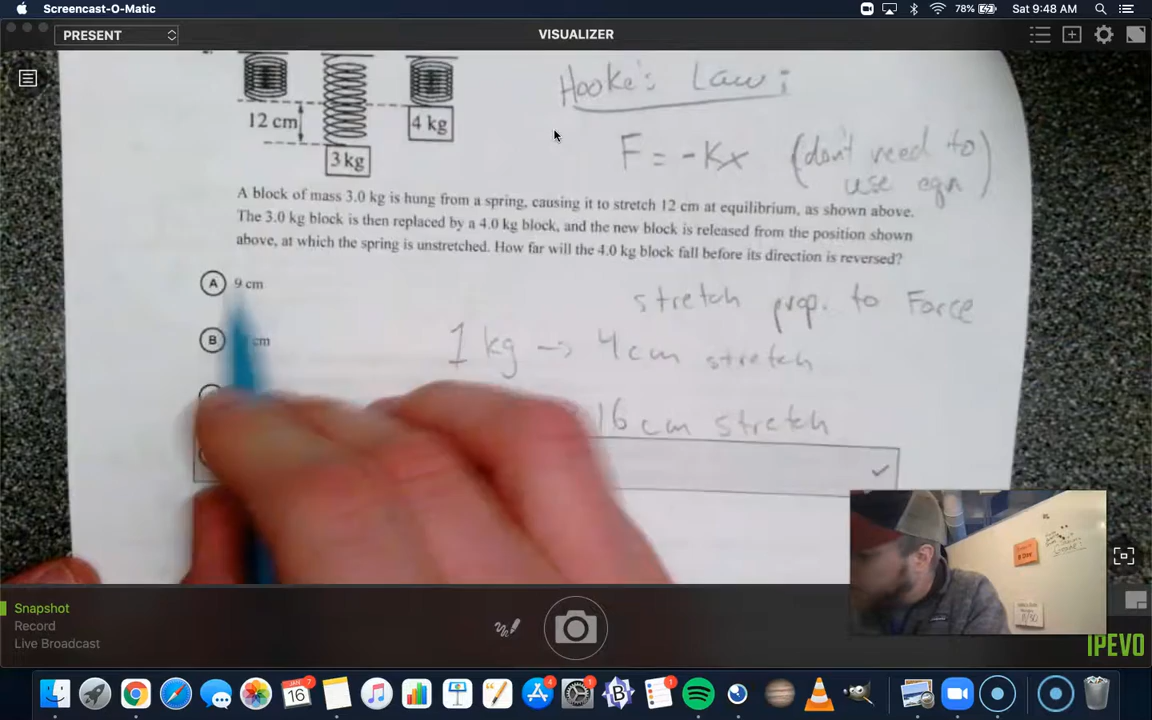 Screencast-O-Matic
78%
Sat 9:48 AM
PRESENT
VISUALIZER
Hooke's Law:
12 cm
4 kg
3 kg
F = -Kx (don't need to
use eqn)
A block of mass 3.0 kg is hung from a spring, causing it to stretch 12 cm at equilibrium, as shown above.
The 3.0 kg block is then replaced by a 4.0 kg block, and the new block is released from the position shown
above, at which the spring is unstretched. How far will the 4.0 kg block fall before its direction is reversed?
A 9 cm
stretch prop. to Force
B cm
1 kg → 4cm stretch
16 cm stretch
Snapshot
Record
Live Broadcast
IPEVO